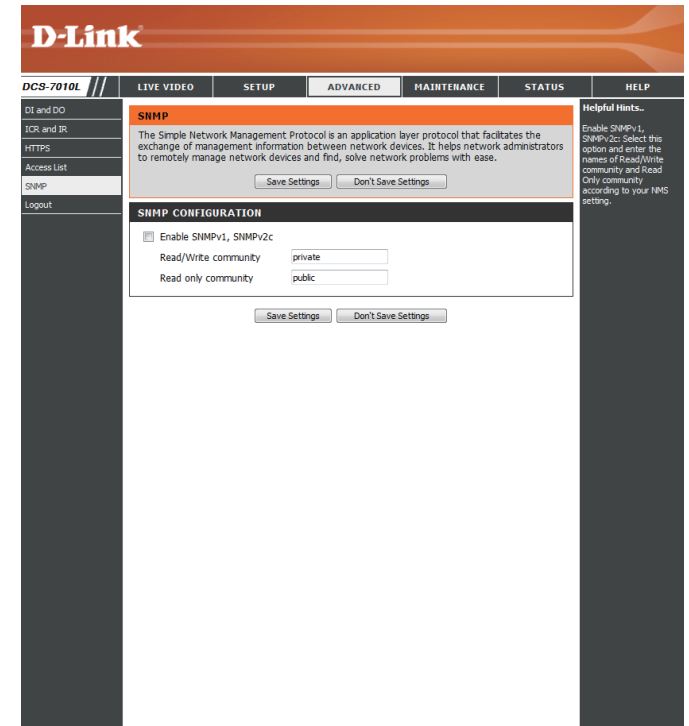 D-Link
DCS-7010L
LIVE VIDEO
SETUP
ADVANCED
MAINTENANCE
STATUS
HELP
DI and DO
ICR and IR
HTTPS
Access List
SNMP
Logout
SNMP
The Simple Network Management Protocol is an application layer protocol that facilitates the
exchange of management information between network devices. It helps network administrators
to remotely manage network devices and find, solve network problems with ease.
Save Settings
Don't Save Settings
SNMP CONFIGURATION
Enable SNMPv1, SNMPv2c
Read/Write community
private
Read only community
public
Save Settings
Don't Save Settings
Helpful Hints..
Enable SNMPv1,
SNMPv2c: Select this
option and enter the
names of Read/Write
community and Read
Only community
according to your NMS
setting.